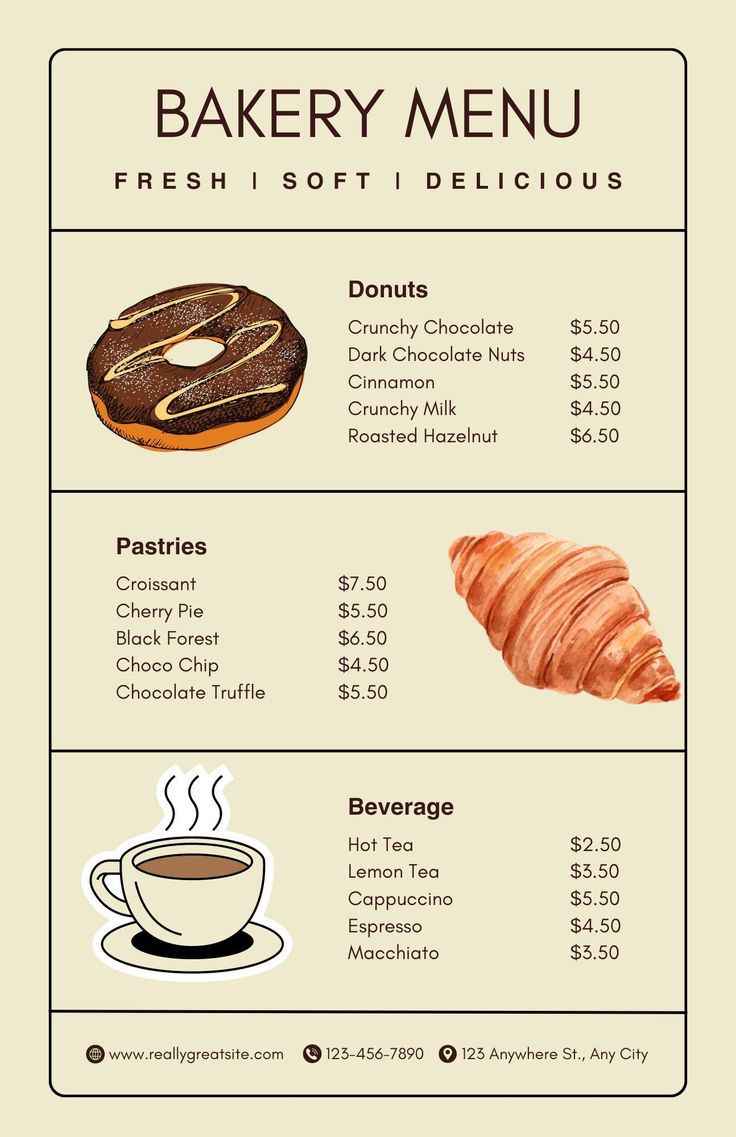 BAKERY MENU
FRESH | SOFT | DELICIOUS
Donuts
Crunchy Chocolate $5.50
Dark Chocolate Nuts $4.50
Cinnamon $5.50
Crunchy Milk $4.50
Roasted Hazelnut $6.50
Pastries
Croissant $7.50
Cherry Pie $5.50
Black Forest $6.50
Choco Chip $4.50
Chocolate Truffle $5.50
Beverage
Hot Tea $2.50
Lemon Tea $3.50
Cappuccino $5.50
Espresso $4.50
Macchiato $3.50
www.reallygreatsite.com 123-456-7890 123 Anywhere St., Any City